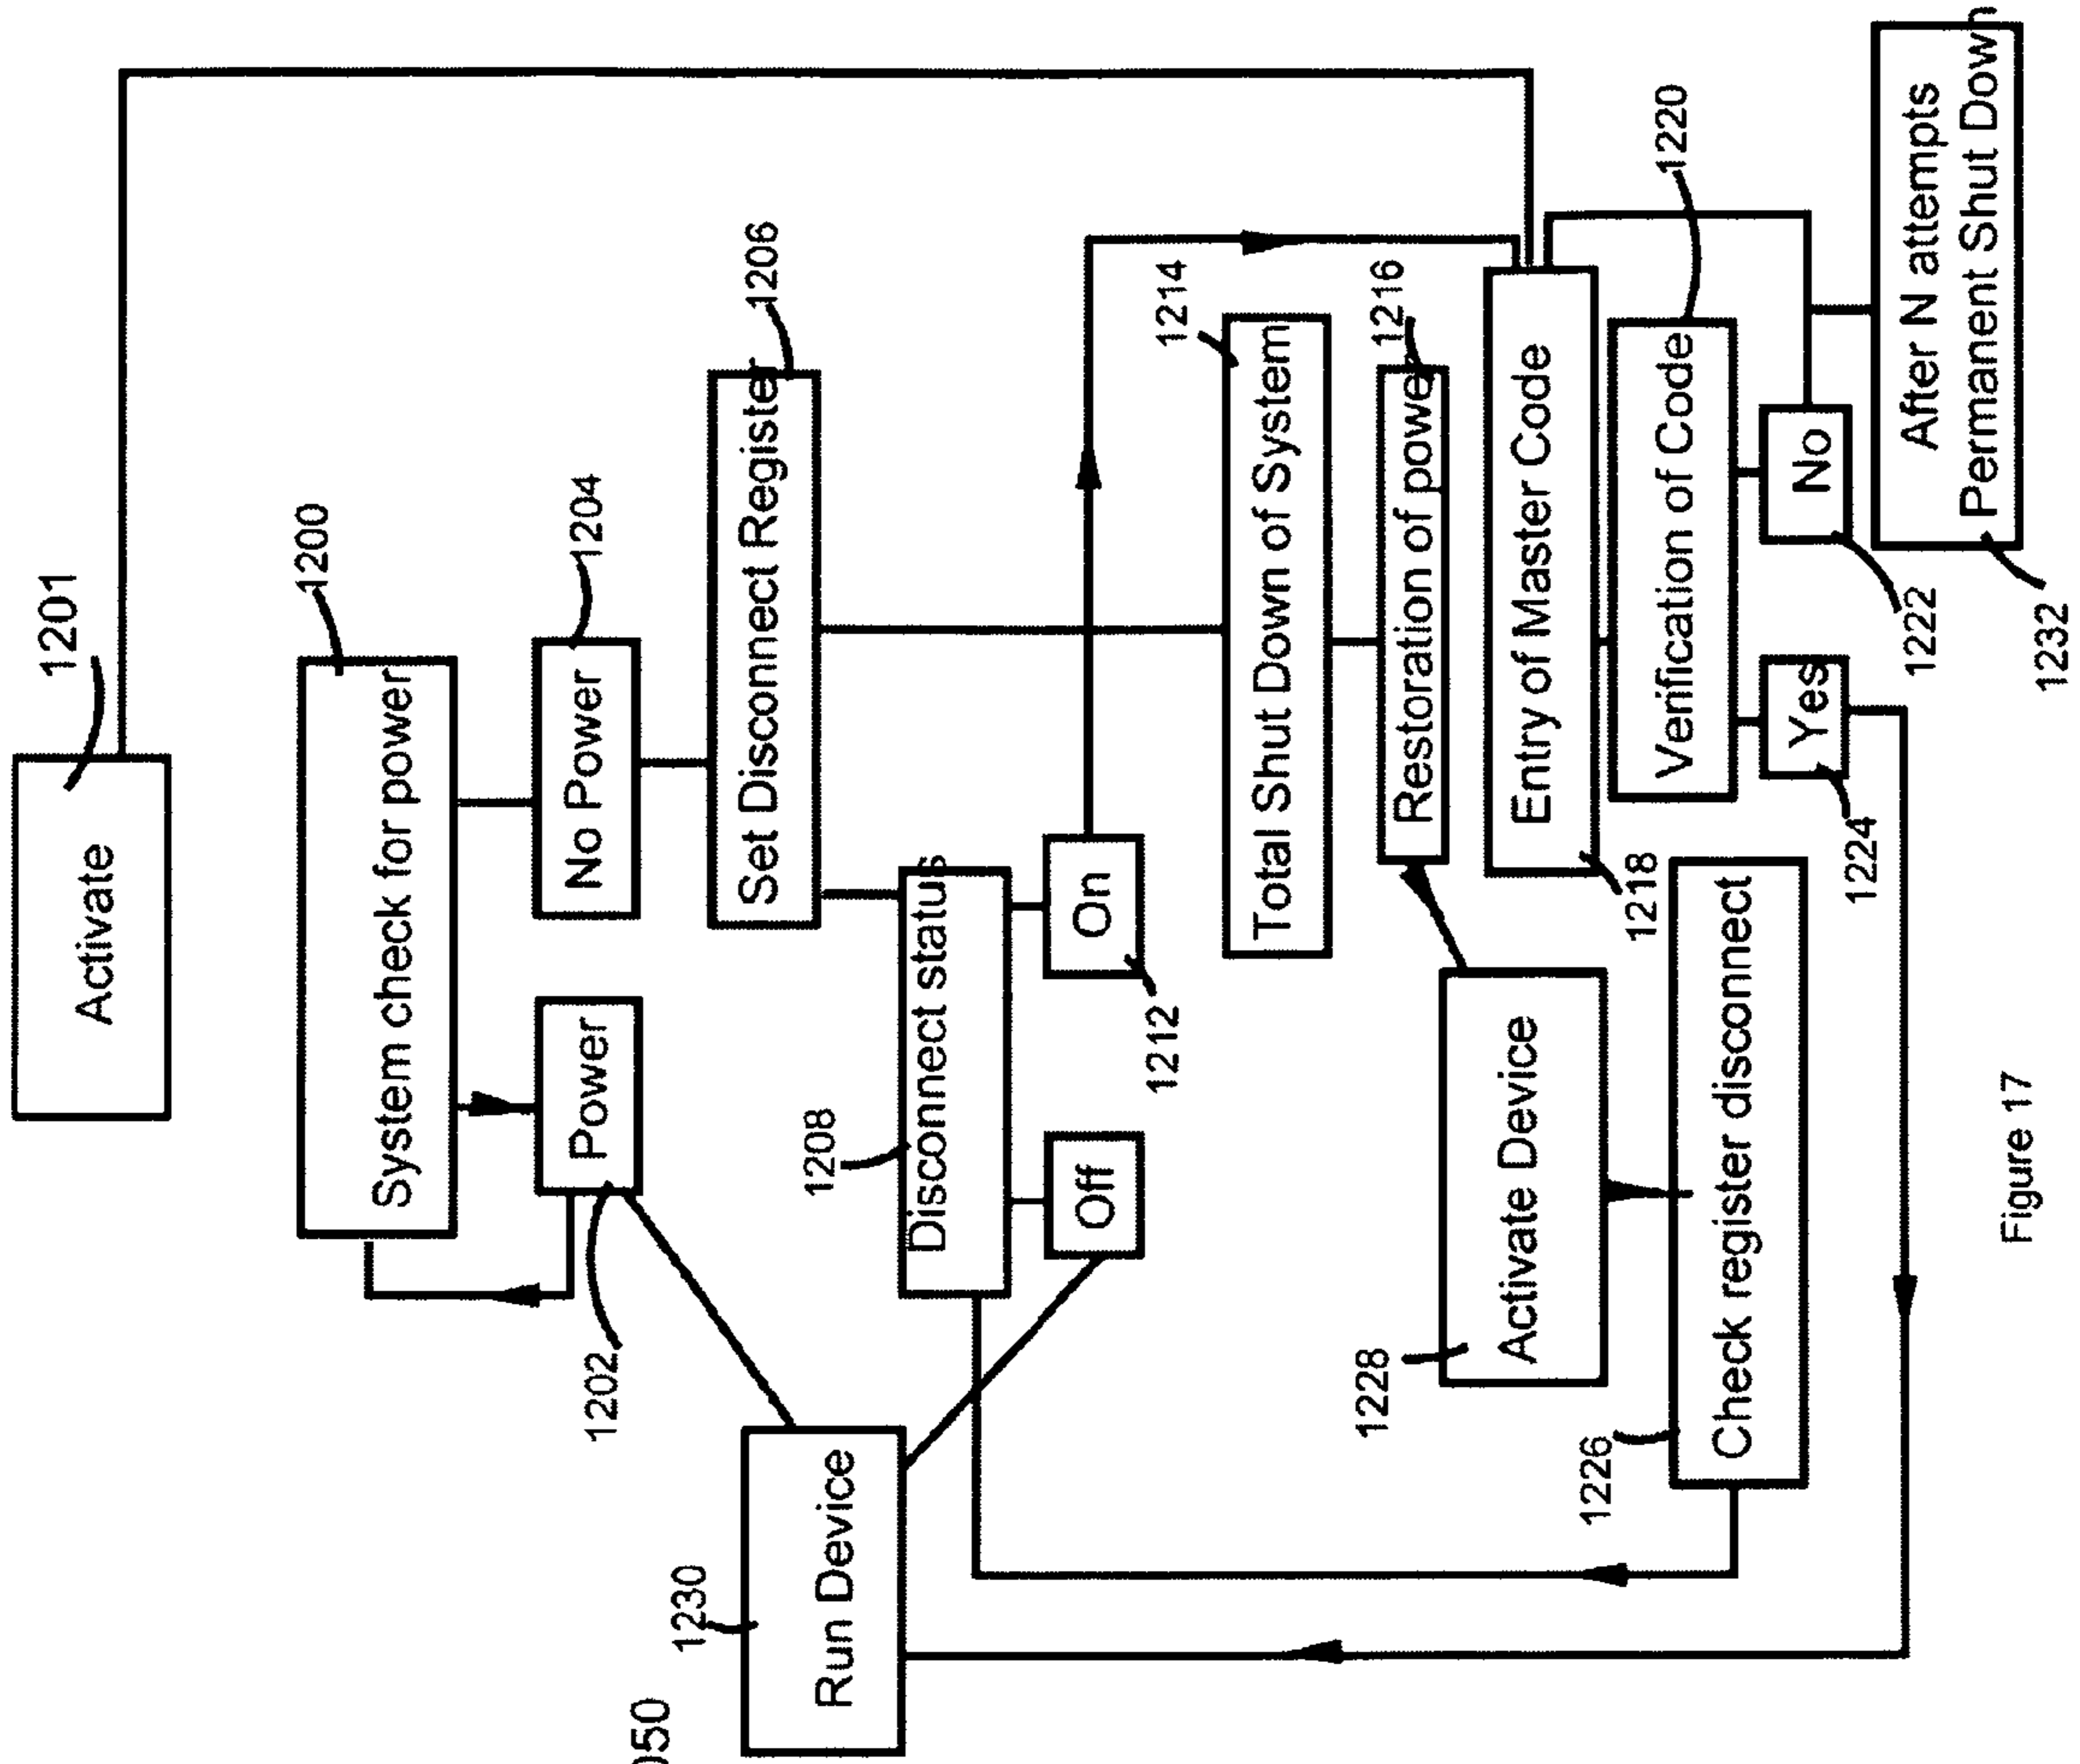 Activate
1201
System check for power
1200
Power
1202
No Power
1204
Set Disconnect Register
1206
Run Device
1230
Disconnect status
1208
Off
On
1212
Total Shut Down of System
1214
Restoration of power
1216
Activate Device
1228
Entry of Master Code
1218
Verification of Code
1220
Check register disconnect
1226
Yes
1224
No
1222
After N attempts
Permanent Shut Down
1232
Figure 17